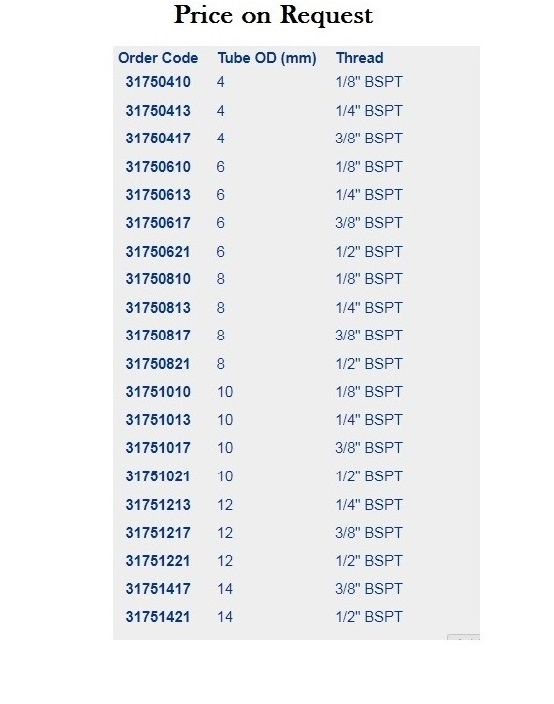 Price on Request
Order Code Tube OD (mm) Thread
31750410 4 1/8" BSPT
31750413 4 1/4" BSPT
31750417 4 3/8" BSPT
31750610 6 1/8" BSPT
31750613 6 1/4" BSPT
31750617 6 3/8" BSPT
31750621 6 1/2" BSPT
31750810 8 1/8" BSPT
31750813 8 1/4" BSPT
31750817 8 3/8" BSPT
31750821 8 1/2" BSPT
31751010 10 1/8" BSPT
31751013 10 1/4" BSPT
31751017 10 3/8" BSPT
31751021 10 1/2" BSPT
31751213 12 1/4" BSPT
31751217 12 3/8" BSPT
31751221 12 1/2" BSPT
31751417 14 3/8" BSPT
31751421 14 1/2" BSPT